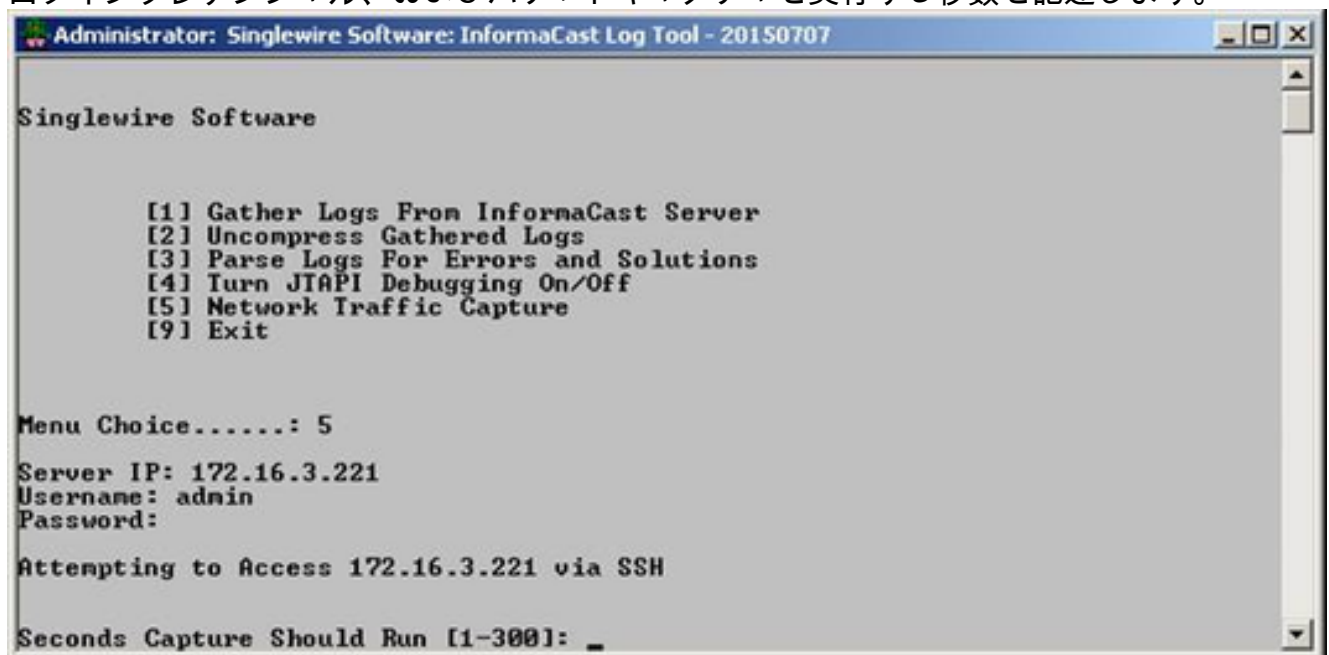 Administrator: Singlewire Software: InformaCast Log Tool - 20150707
Singlewire Software
[1] Gather Logs From InformaCast Server
[2] Uncompress Gathered Logs
[3] Parse Logs For Errors and Solutions
[4] Turn JTAPI Debugging On/Off
[5] Network Traffic Capture
[9] Exit
Menu Choice......: 5
Server IP: 172.16.3.221
Username: admin
Password:
Attempting to Access 172.16.3.221 via SSH
Seconds Capture Should Run [1-300]: _